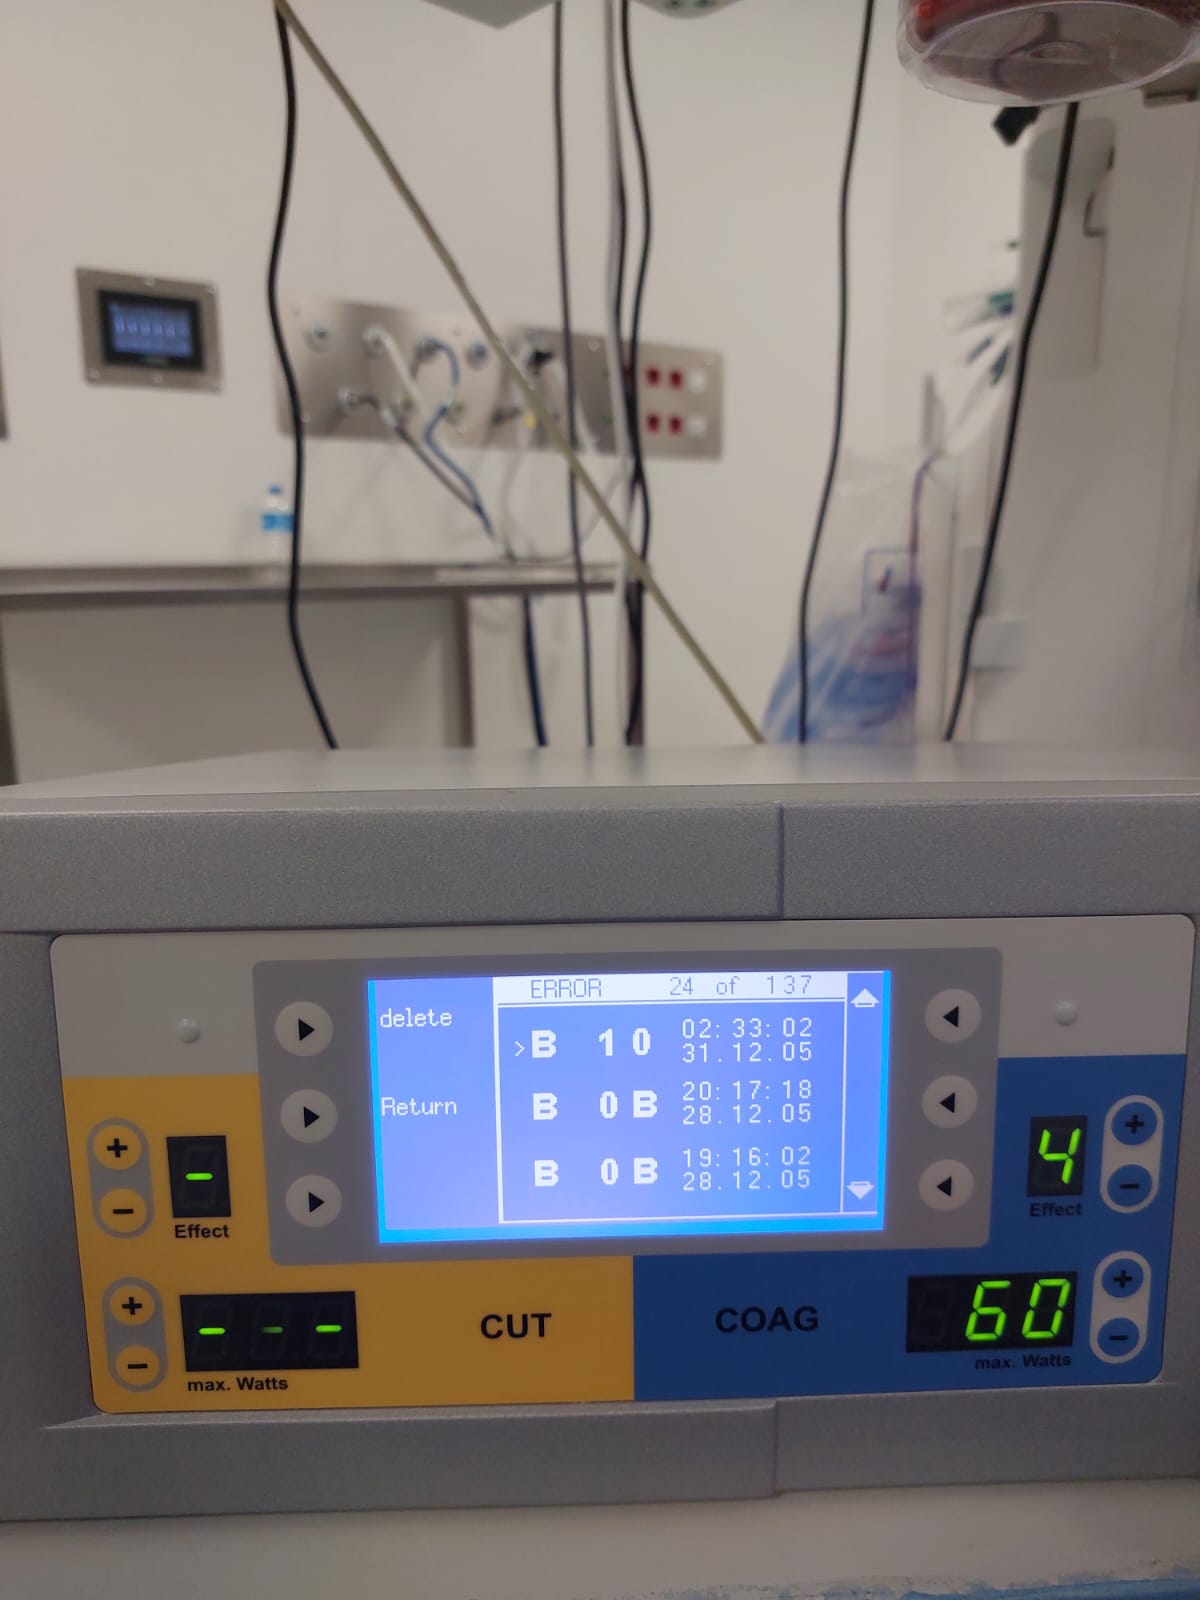 ERROR 24 of 137
delete
>B 10 02:33:02
31.12.05
Return
B 0B 20:17:18
28.12.05
B 0B 19:16:02
28.12.05
+
-
-
Effect
4
Effect
+
-
+
-
---
max. Watts
CUT
COAG
60
max. Watts
+
-